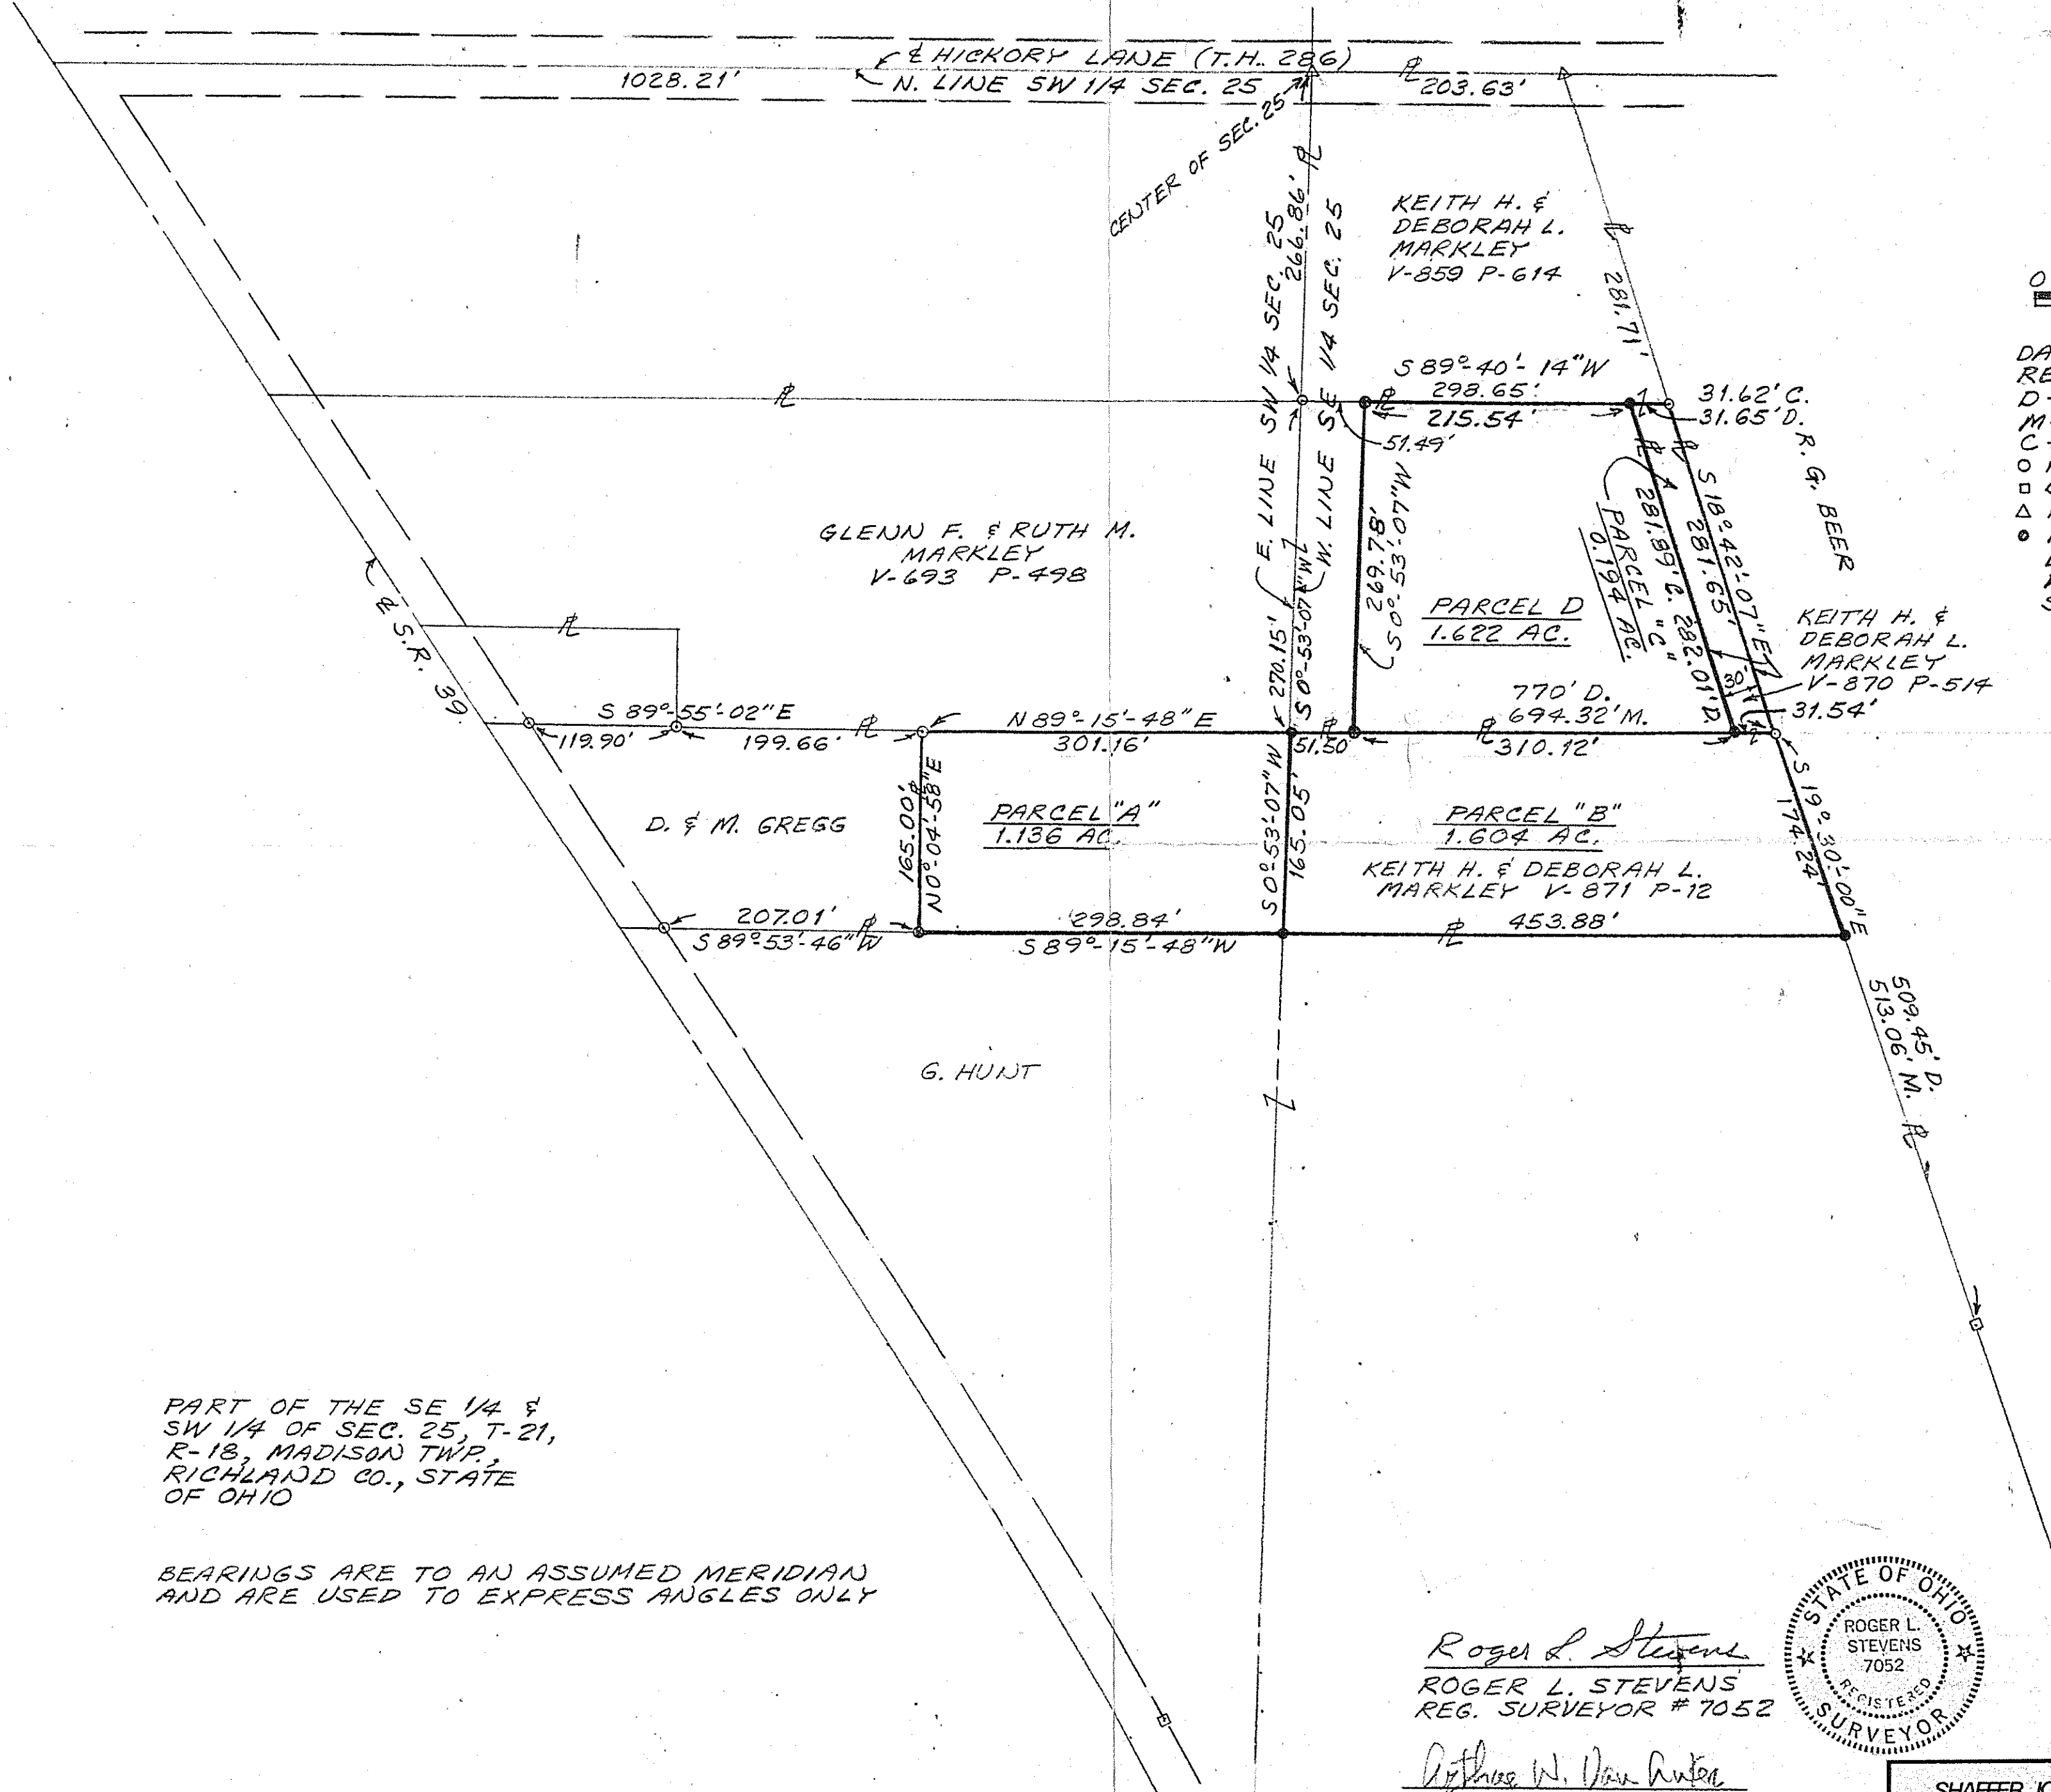 ℄ HICKORY LANE (T.H. 286)
1028.21'
N. LINE SW 1/4 SEC. 25
℄ 203.63'
CENTER OF SEC. 25
266.86' ℄
E. LINE SW 1/4 SEC. 25
W. LINE SE 1/4 SEC. 25
KEITH H. &
DEBORAH L.
MARKLEY
V-859 P-614
281.71'
S 89°-40'-14"W
298.65'
215.54'
51.49'
31.62' C.
31.65' D.
R. G. BEER
GLENN F. & RUTH M.
MARKLEY
V-693 P-498
270.15'
S 0°-53'-07"W
269.78'
S 0°-53'-07"W
PARCEL D
1.622 AC.
PARCEL "C"
0.194 AC.
281.89' C. 282.01' D.
S 18°-42'-07"E
281.65'
KEITH H. &
DEBORAH L.
MARKLEY
V-870 P-514
30'
31.54'
℄ S.R. 39
S 89°-55'-02"E
119.90'
199.66'
N 89°-15'-48"E
301.16'
51.50'
770' D.
694.32' M.
310.12'
D. & M. GREGG
165.00'
N 0°-04'-58"E
PARCEL "A"
1.136 AC.
S 0°-53'-07"W
165.05'
PARCEL "B"
1.604 AC.
KEITH H. & DEBORAH L.
MARKLEY V-871 P-12
S 19°-30'-00"E
174.24'
207.01'
S 89°-53'-46"W
298.84'
S 89°-15'-48"W
453.88'
509.45' D.
513.06' M.
G. HUNT
PART OF THE SE 1/4 &
SW 1/4 OF SEC. 25, T-21,
R-18, MADISON TWP.,
RICHLAND CO., STATE
OF OHIO
BEARINGS ARE TO AN ASSUMED MERIDIAN
AND ARE USED TO EXPRESS ANGLES ONLY
Roger L. Stevens
ROGER L. STEVENS
REG. SURVEYOR # 7052
STATE OF OHIO
ROGER L.
STEVENS
7052
REGISTERED
SURVEYOR
Arthur W.